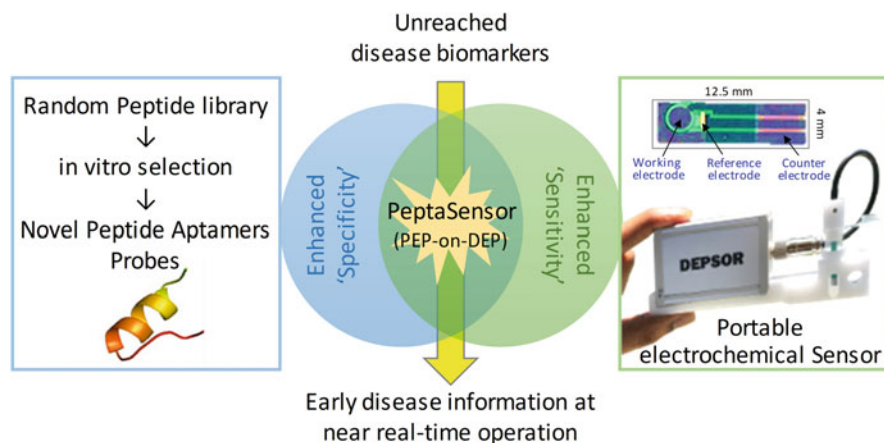 Unreached
disease biomarkers
Random Peptide library
↓
in vitro selection
↓
Novel Peptide Aptamers
Probes
Enhanced
‘Specificity’
PeptaSensor
(PEP-on-DEP)
Enhanced
‘Sensitivity’
12.5 mm
4 mm
Working
electrode
Reference
electrode
Counter
electrode
DEPSOR
Portable
electrochemical Sensor
Early disease information at
near real-time operation